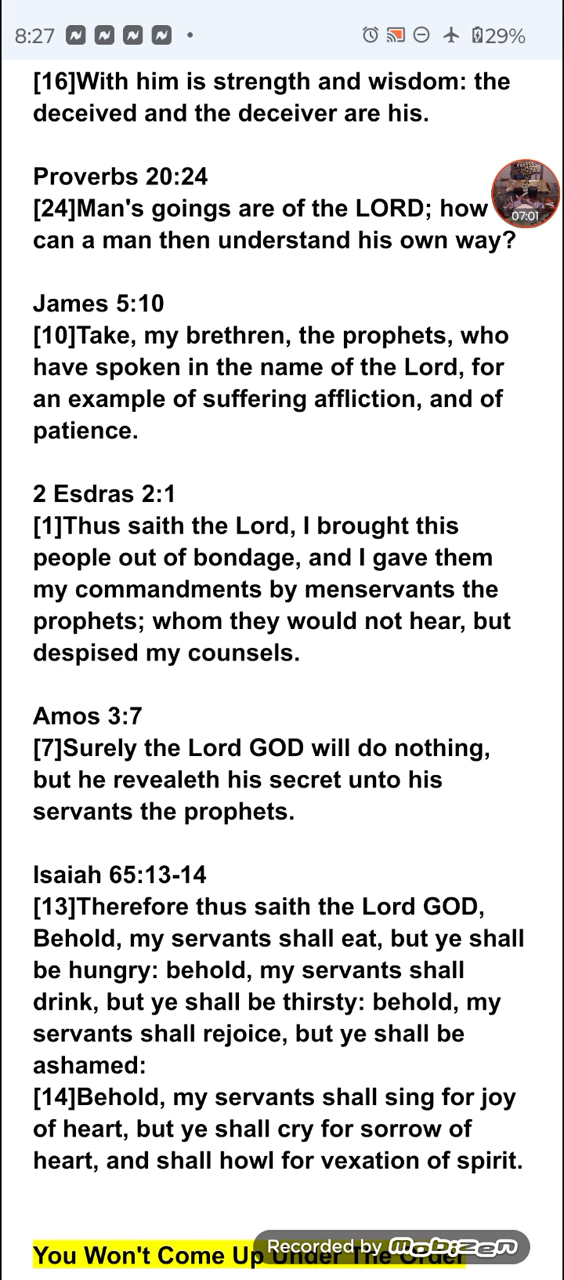 8:27
29%
[16]With him is strength and wisdom: the
deceived and the deceiver are his.
Proverbs 20:24
[24]Man's goings are of the LORD; how
can a man then understand his own way?
07:01
James 5:10
[10]Take, my brethren, the prophets, who
have spoken in the name of the Lord, for
an example of suffering affliction, and of
patience.
2 Esdras 2:1
[1]Thus saith the Lord, I brought this
people out of bondage, and I gave them
my commandments by menservants the
prophets; whom they would not hear, but
despised my counsels.
Amos 3:7
[7]Surely the Lord GOD will do nothing,
but he revealeth his secret unto his
servants the prophets.
Isaiah 65:13-14
[13]Therefore thus saith the Lord GOD,
Behold, my servants shall eat, but ye shall
be hungry: behold, my servants shall
drink, but ye shall be thirsty: behold, my
servants shall rejoice, but ye shall be
ashamed:
[14]Behold, my servants shall sing for joy
of heart, but ye shall cry for sorrow of
heart, and shall howl for vexation of spirit.
You Won't Come Up Under The Order
Recorded by Mobizen